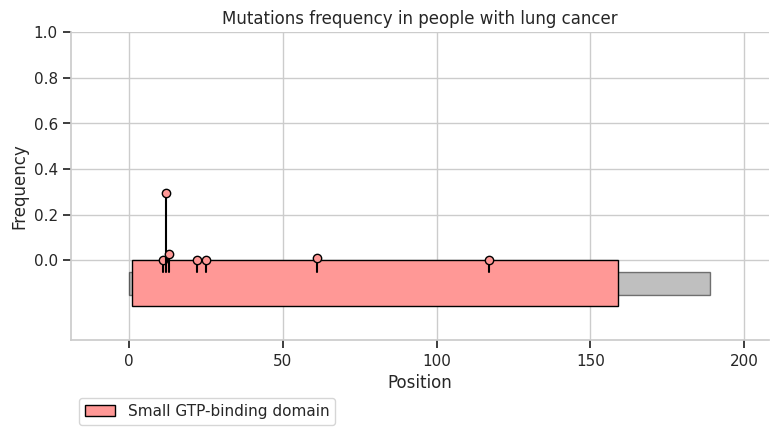 Mutations frequency in people with lung cancer
1.0
0.8
0.6
0.4
0.2
0.0
Frequency
0 50 100 150 200
Position
Small GTP-binding domain